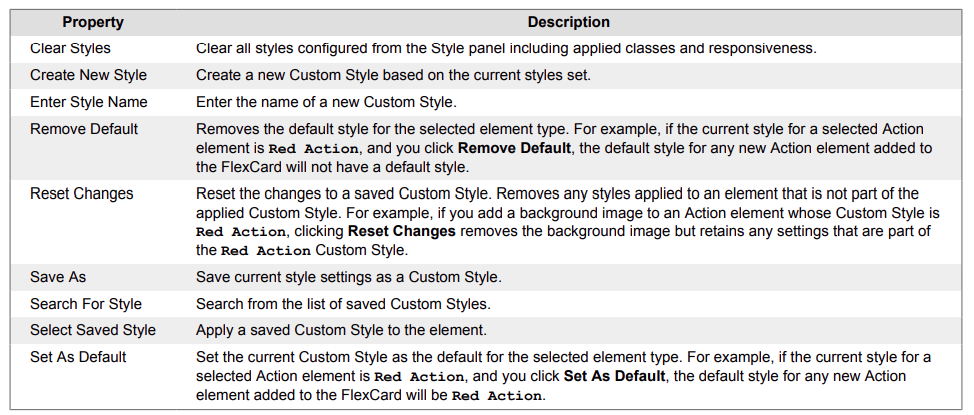 Property Description
Clear Styles Clear all styles configured from the Style panel including applied classes and responsiveness.
Create New Style Create a new Custom Style based on the current styles set.
Enter Style Name Enter the name of a new Custom Style.
Remove Default Removes the default style for the selected element type. For example, if the current style for a selected Action
element is Red Action, and you click Remove Default, the default style for any new Action element added to
the FlexCard will not have a default style.
Reset Changes Reset the changes to a saved Custom Style. Removes any styles applied to an element that is not part of the
applied Custom Style. For example, if you add a background image to an Action element whose Custom Style is
Red Action, clicking Reset Changes removes the background image but retains any settings that are part of
the Red Action Custom Style.
Save As Save current style settings as a Custom Style.
Search For Style Search from the list of saved Custom Styles.
Select Saved Style Apply a saved Custom Style to the element.
Set As Default Set the current Custom Style as the default for the selected element type. For example, if the current style for a
selected Action element is Red Action, and you click Set As Default, the default style for any new Action
element added to the FlexCard will be Red Action.